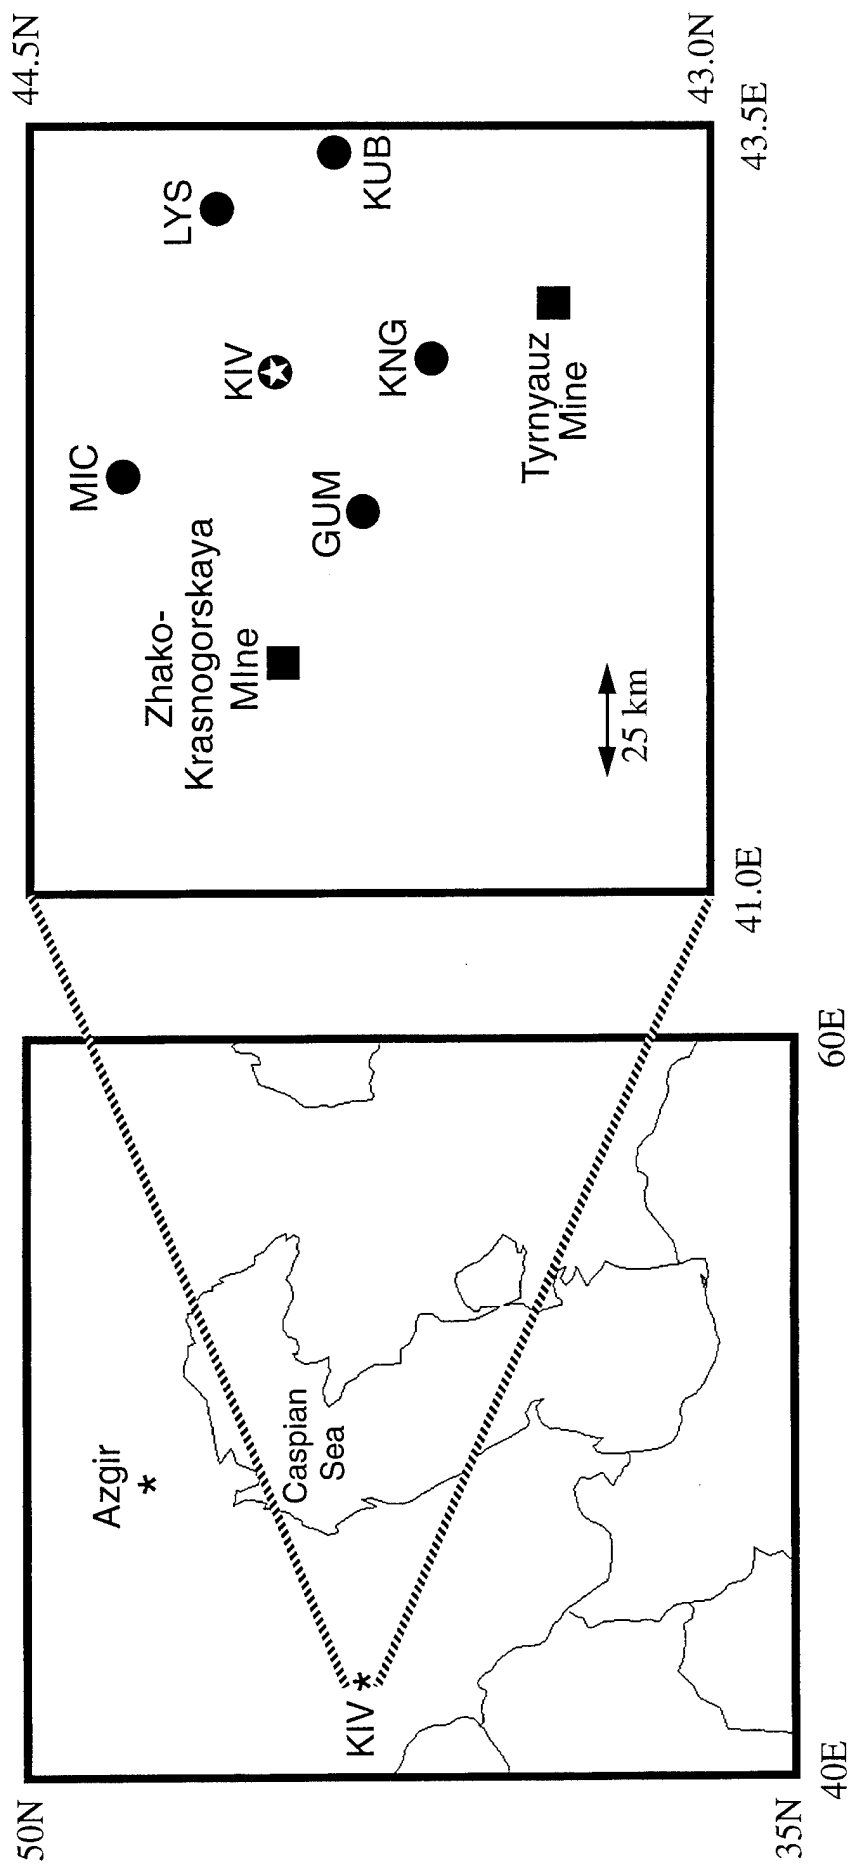 50N
35N
40E
60E
Azgir
*
KIV *
Caspian
Sea
44.5N
43.0N
41.0E
43.5E
MIC
LYS
KIV
KUB
GUM
KNG
Zhako-
Krasnogorskaya
MIne
Tyrnyauz
Mine
25 km